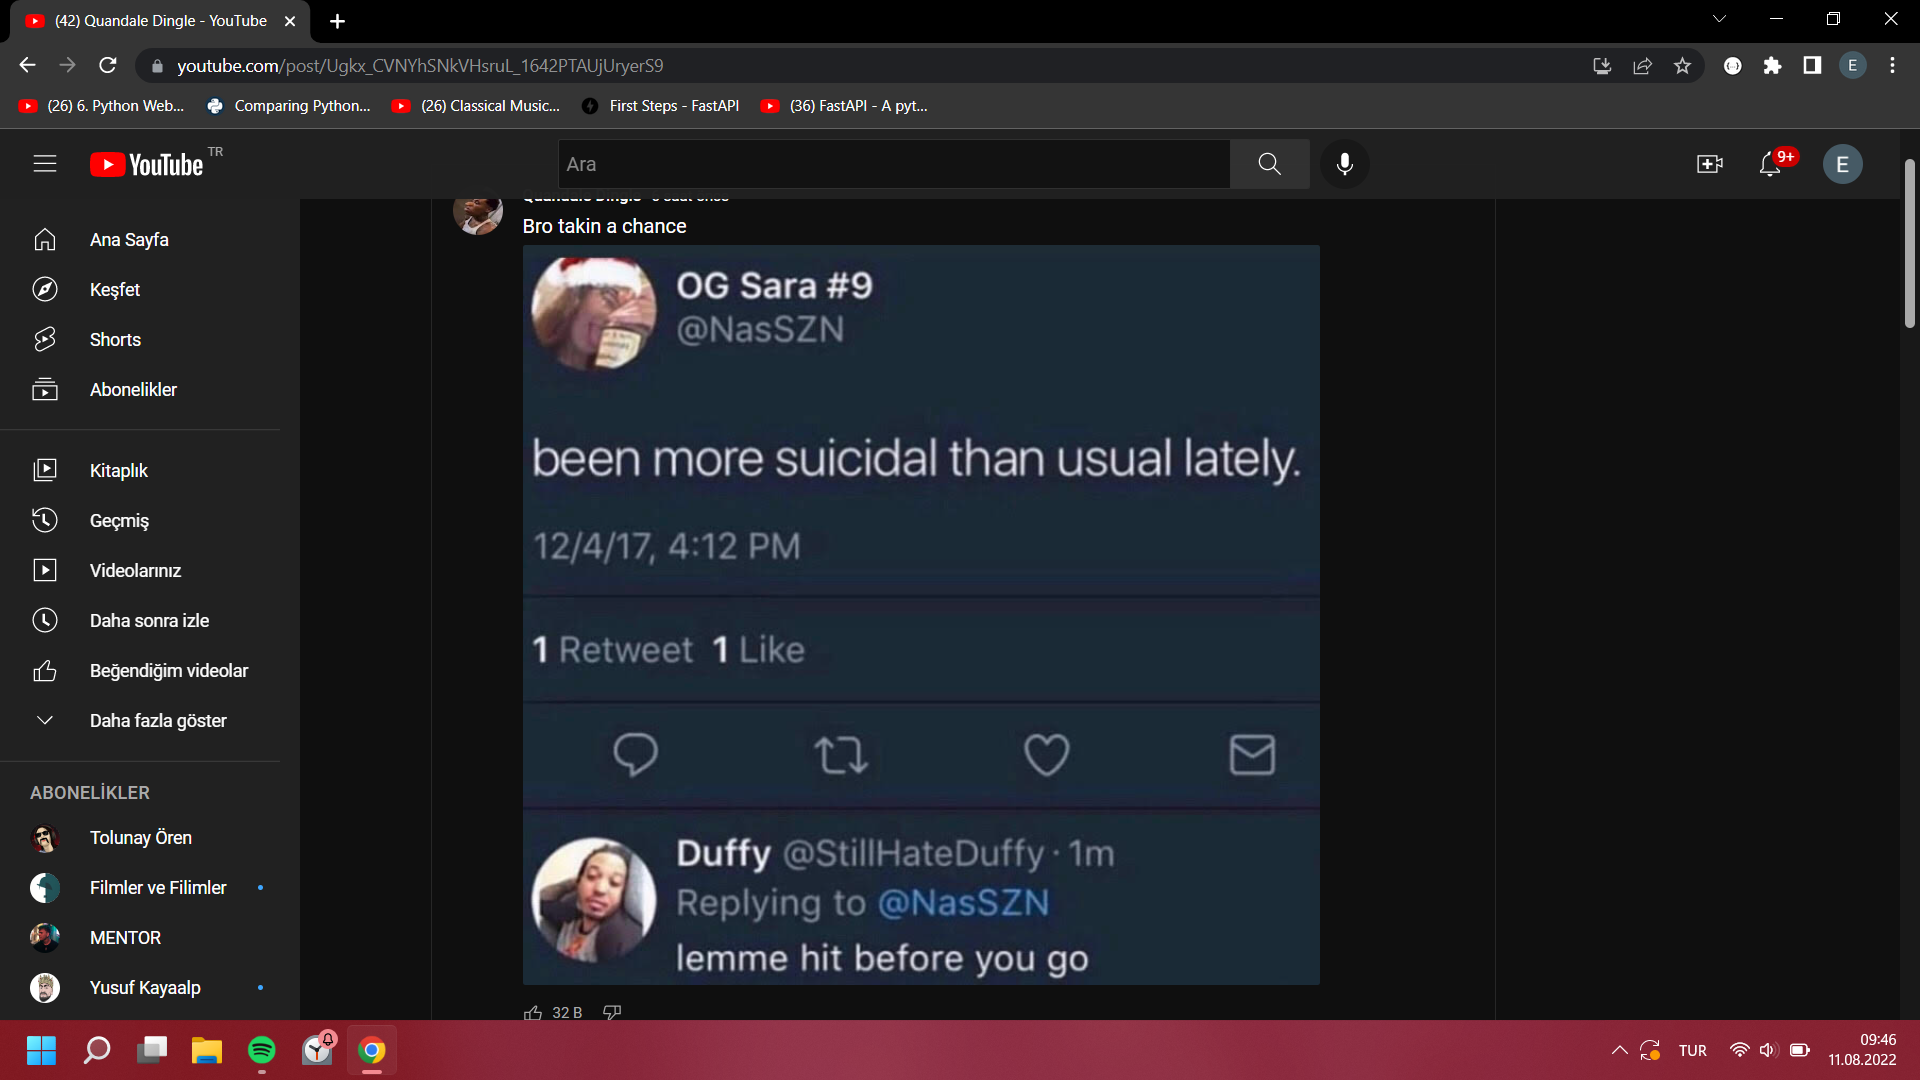 (42) Quandale Dingle - YouTube
youtube.com/post/Ugkx_CVNYhSNkVHsruL_1642PTAUjUryerS9
E
(26) 6. Python Web...
Comparing Python...
(26) Classical Music...
First Steps - FastAPI
(36) FastAPI - A pyt...
YouTube TR
Ara
9+
E
Ana Sayfa
Keşfet
Shorts
Abonelikler
Kitaplık
Geçmiş
Videolarınız
Daha sonra izle
Beğendiğim videolar
Daha fazla göster
ABONELİKLER
Tolunay Ören
Filmler ve Filimler
MENTOR
Yusuf Kayaalp
Quandale Dingle
Bro takin a chance
OG Sara #9
@NasSZN
been more suicidal than usual lately.
12/4/17, 4:12 PM
1 Retweet 1 Like
Duffy @StillHateDuffy · 1m
Replying to @NasSZN
lemme hit before you go
32 B
TUR
09:46
11.08.2022